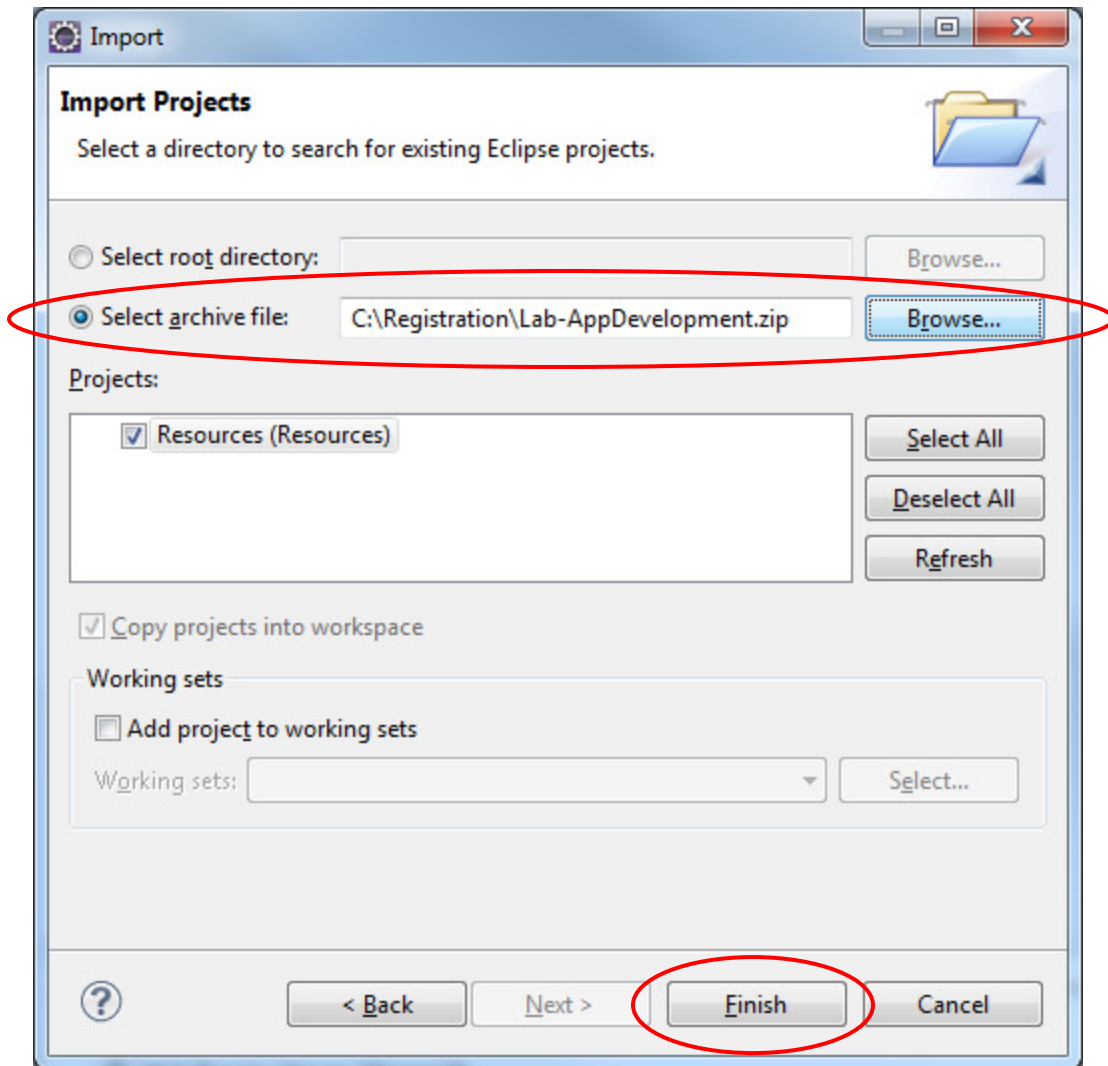 Import
Import Projects
Select a directory to search for existing Eclipse projects.
Select root directory:
Browse...
Select archive file:
C:\Registration\Lab-AppDevelopment.zip
Browse...
Projects:
Resources (Resources)
Select All
Deselect All
Refresh
Copy projects into workspace
Working sets
Add project to working sets
Working sets:
Select...
?
< Back
Next >
Finish
Cancel